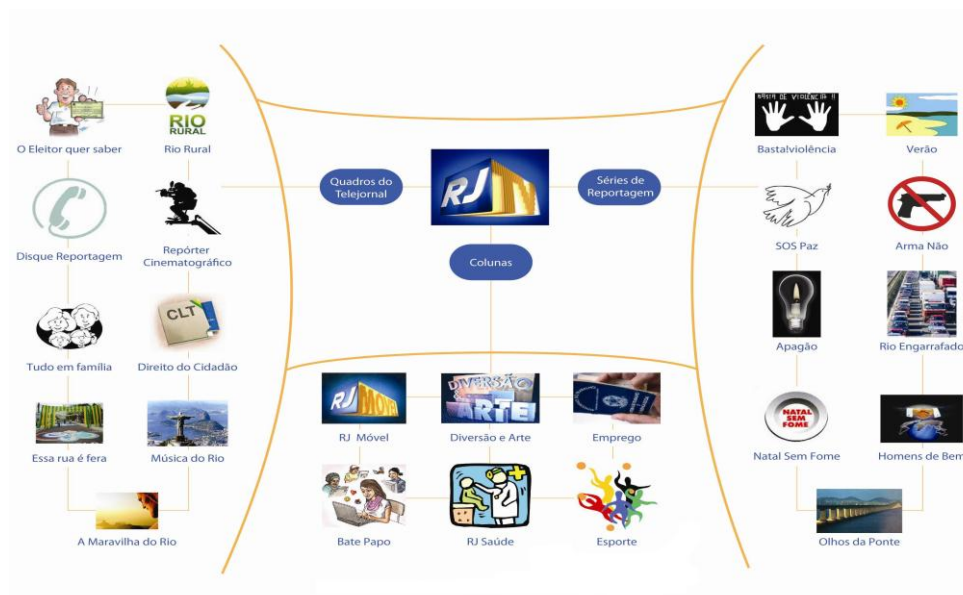 O Eleitor quer saber
RIO
RURAL
Rio Rural
Disque Reportagem
Repórter
Cinematográfico
Tudo em família
CLT
Direito do Cidadão
Essa rua é fera
Música do Rio
A Maravilha do Rio
Quadros do
Telejornal
RJTV
Séries de
Reportagem
Colunas
RJ MÓVEL
RJ Móvel
DIVERSÃO
ARTE!
Diversão e Arte
Emprego
Bate Papo
RJ Saúde
Esporte
BASTA DE VIOLÊNCIA !!
Basta!violência
Verão
SOS Paz
Arma Não
Apagão
Rio Engarrafado
NATAL
SEM
FOME
Natal Sem Fome
Homens de Bem
Olhos da Ponte